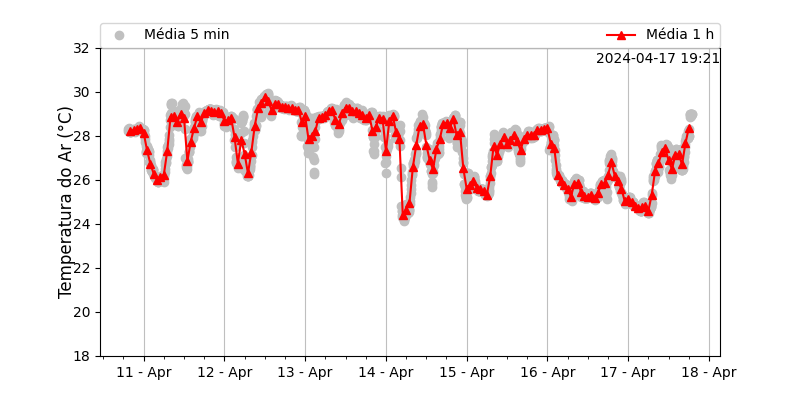 Média 5 min
Média 1 h
2024-04-17 19:21
Temperatura do Ar (°C)
32
30
28
26
24
22
20
18
11 - Apr
12 - Apr
13 - Apr
14 - Apr
15 - Apr
16 - Apr
17 - Apr
18 - Apr